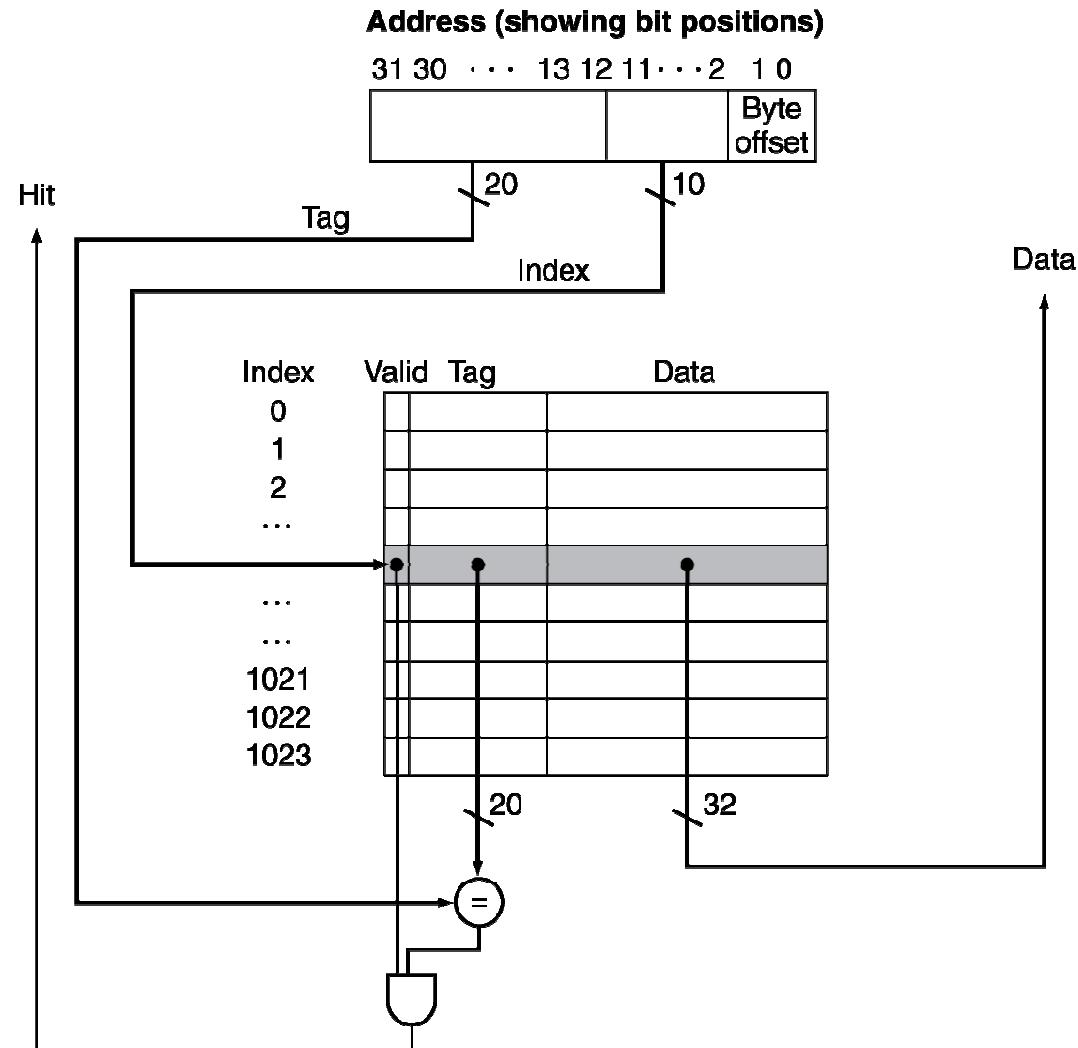 Address (showing bit positions)
31 30 ··· 13 12 11 ··· 2 1 0
Byte
offset
20
10
Hit
Tag
Index
Data
Index Valid Tag Data
0
1
2
···
···
···
1021
1022
1023
20
32
=